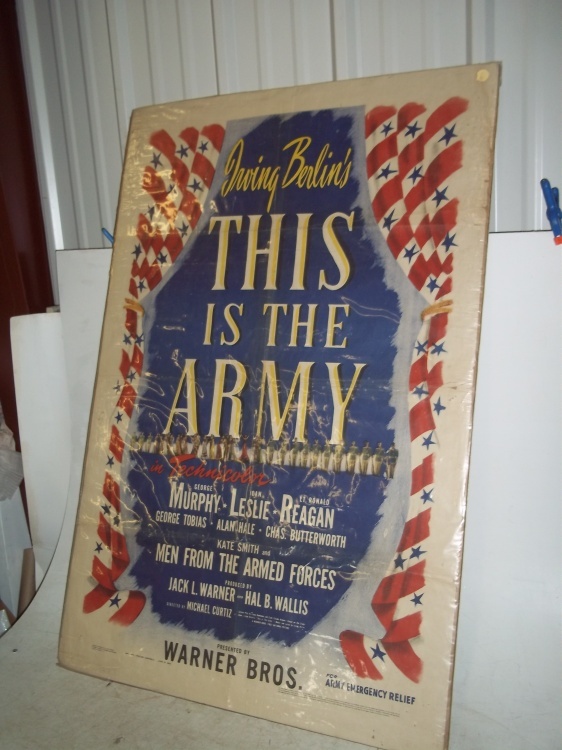 Irving Berlin's
THIS
IS THE
ARMY
in Technicolor
GEORGE JOAN LT. RONALD
MURPHY · LESLIE · REAGAN
GEORGE TOBIAS · ALAN HALE · CHAS. BUTTERWORTH
KATE SMITH and
MEN FROM THE ARMED FORCES
PRODUCED BY
JACK L. WARNER and HAL B. WALLIS
DIRECTED BY MICHAEL CURTIZ
PRESENTED BY
WARNER BROS.
FOR
ARMY EMERGENCY RELIEF